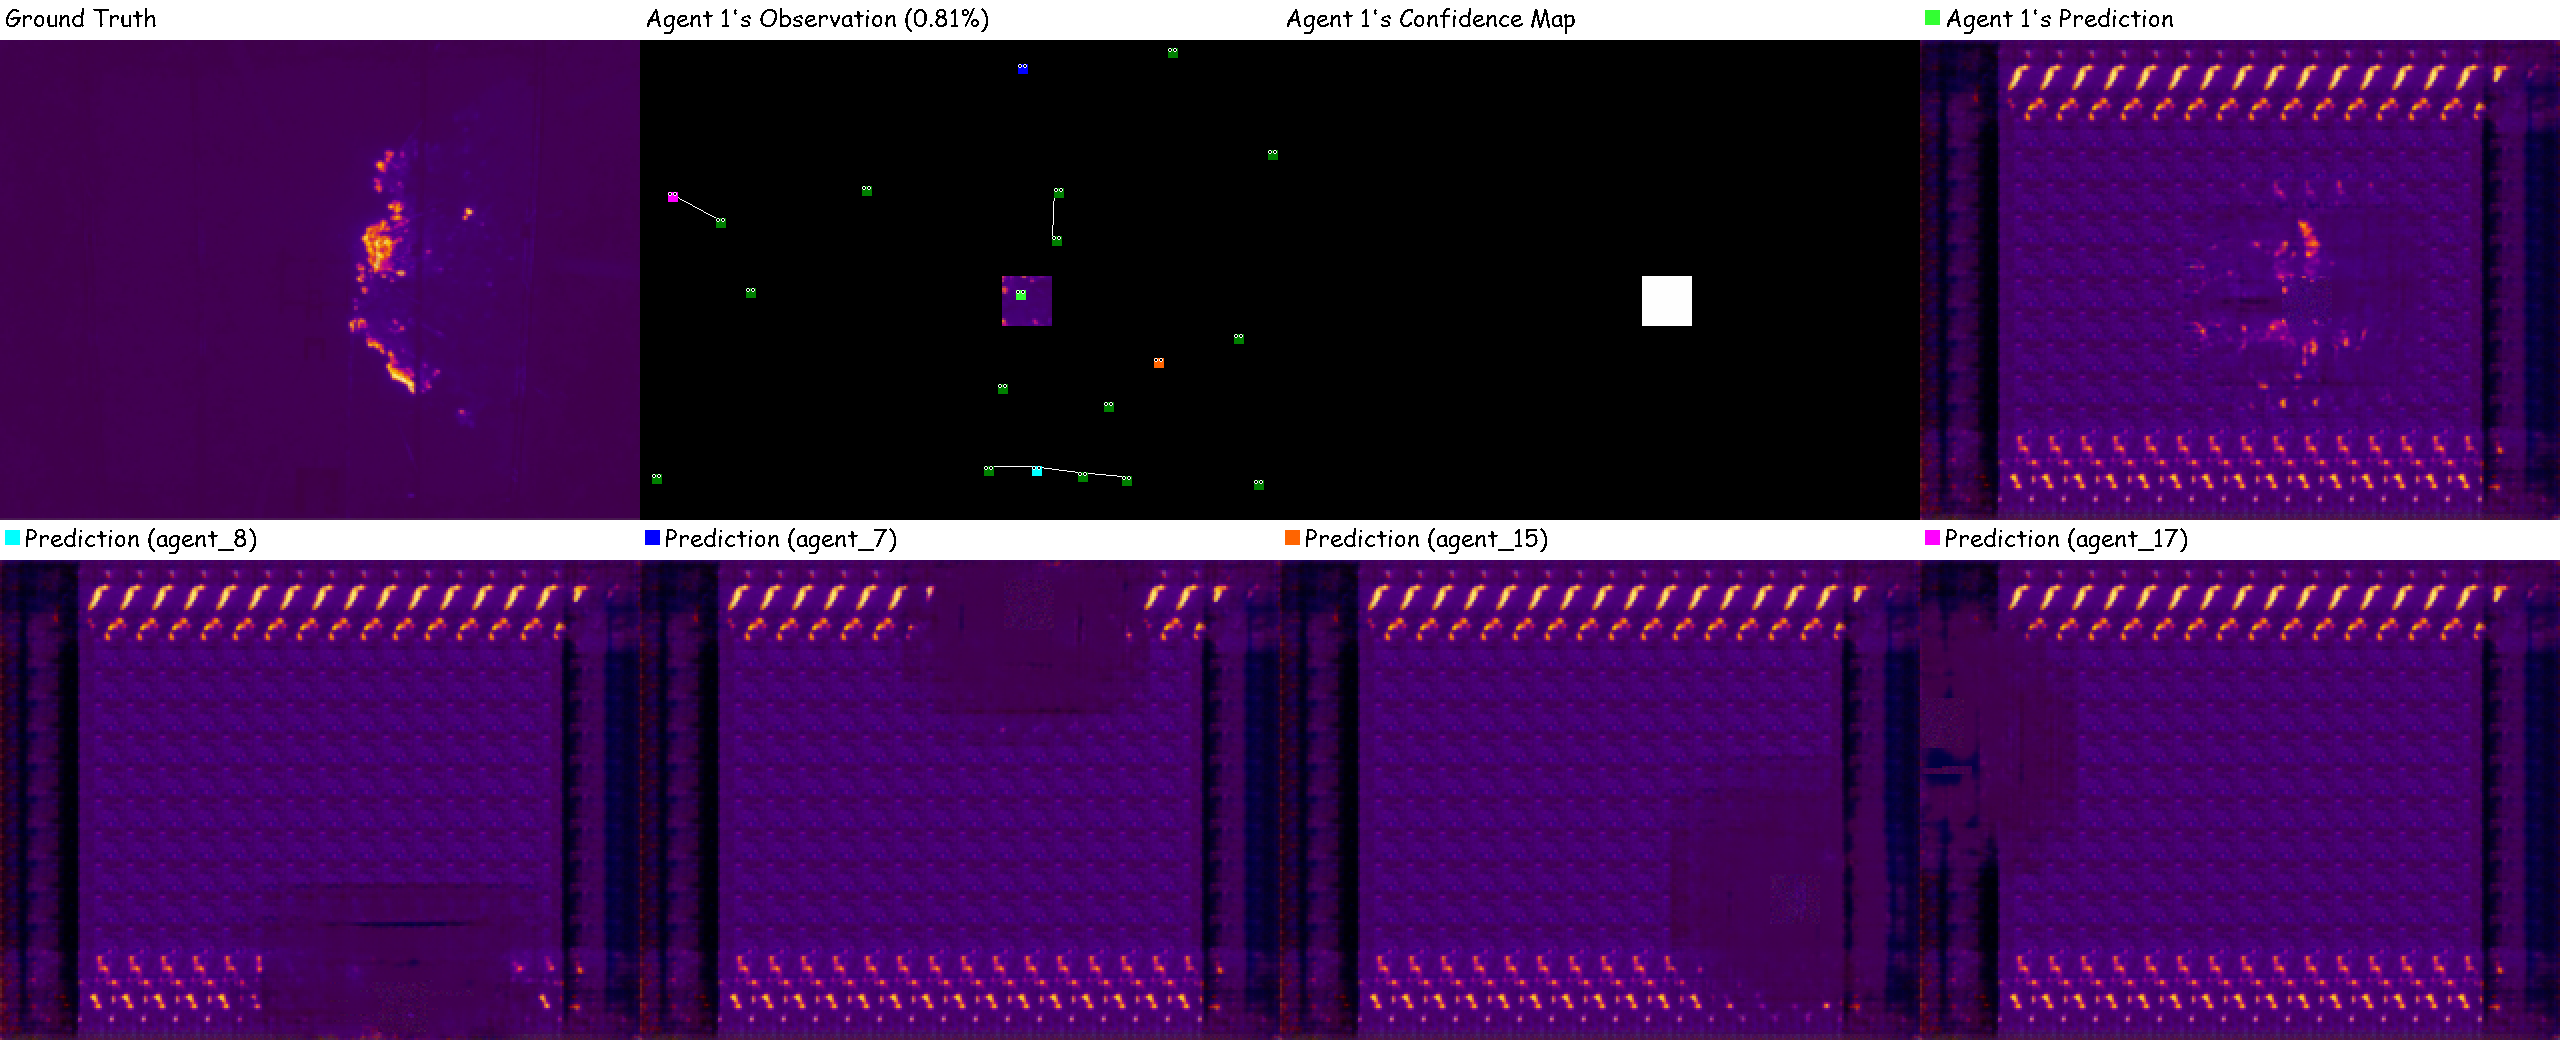 Ground Truth
Agent 1's Observation (0.81%)
Agent 1's Confidence Map
Agent 1's Prediction
Prediction (agent_8)
Prediction (agent_7)
Prediction (agent_15)
Prediction (agent_17)